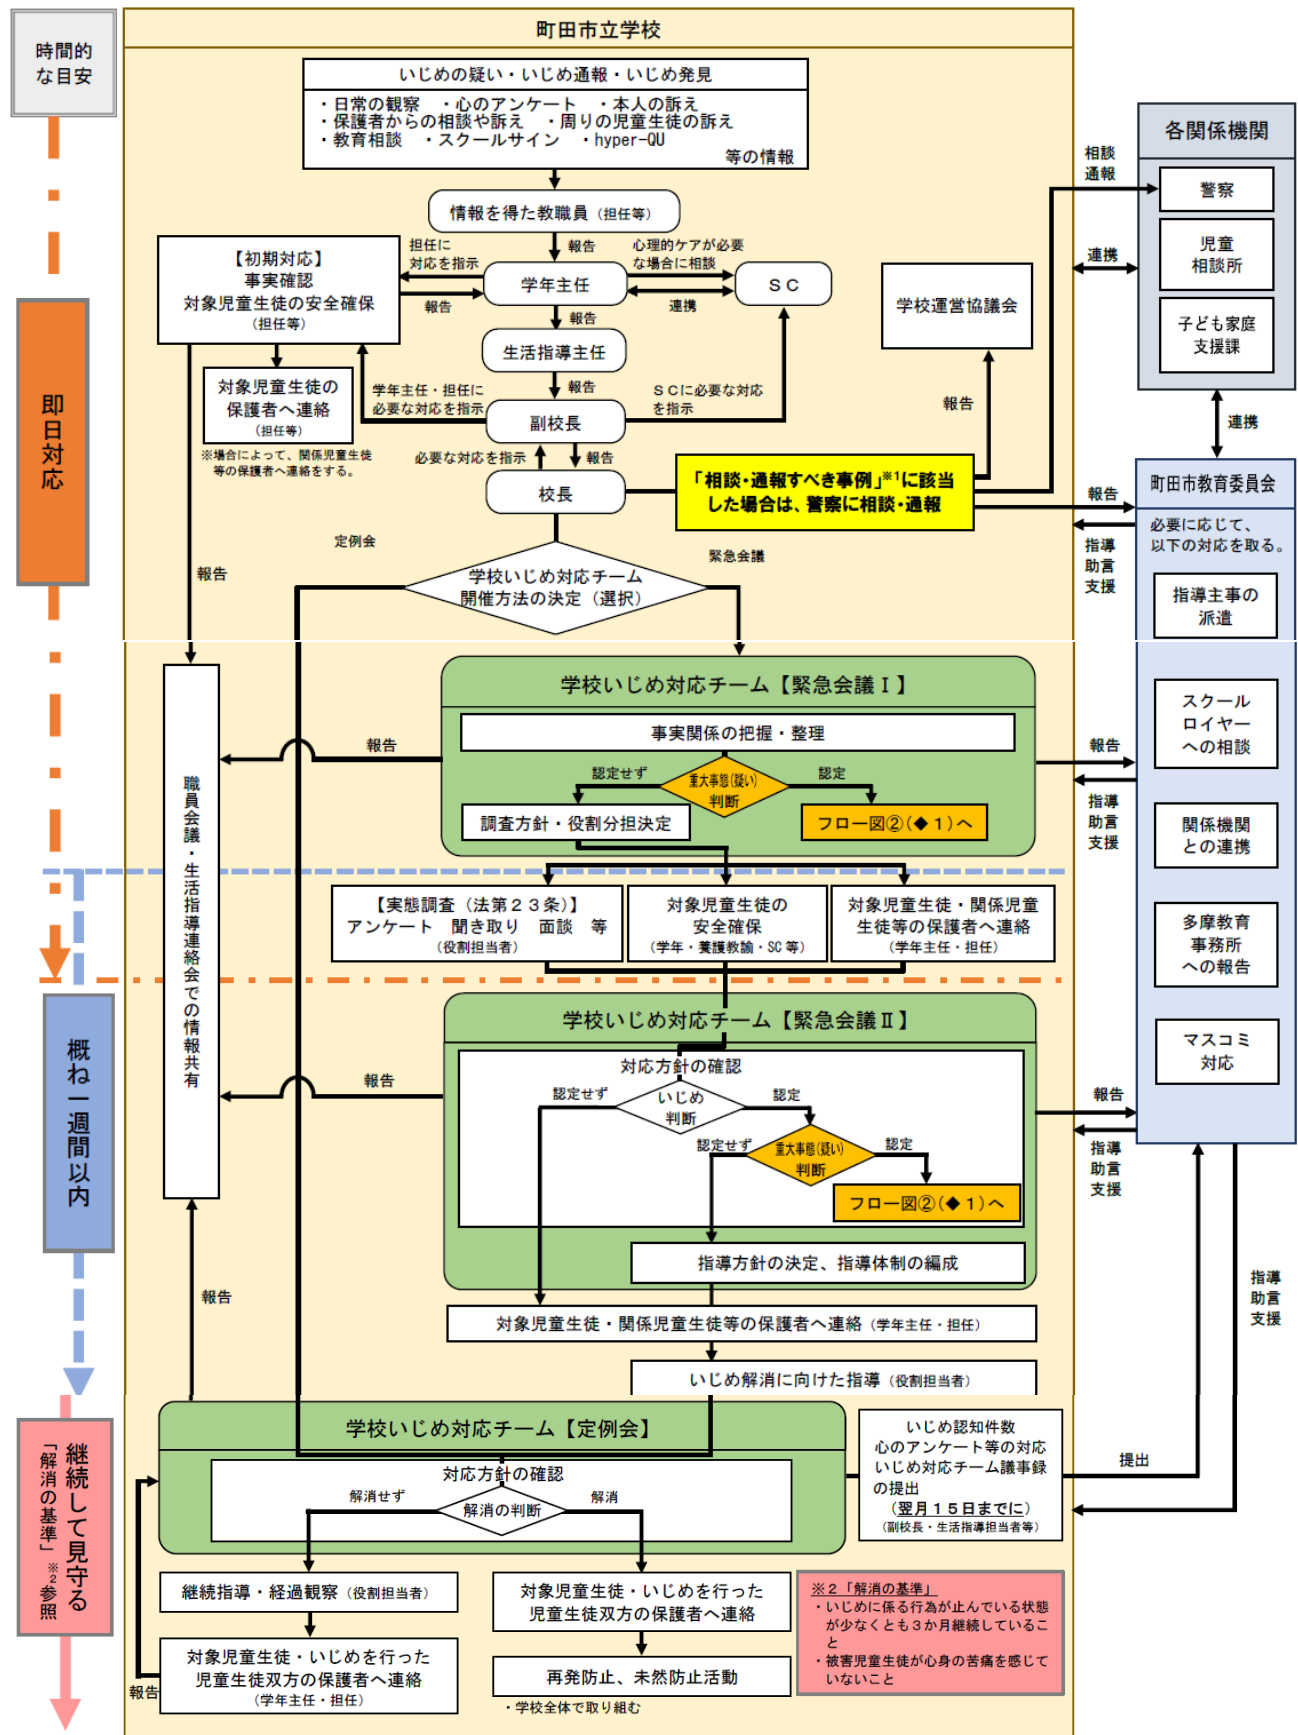 時間的
な目安
町田市立学校
いじめの疑い・いじめ通報・いじめ発見
・日常の観察　・心のアンケート　・本人の訴え
・保護者からの相談や訴え　・周りの児童生徒の訴え
・教育相談　・スクールサイン　・hyper-QU
等の情報
情報を得た教職員（担任等）
報告
担任に
対応を指示
心理的ケアが必要
な場合に相談
【初期対応】
事実確認
対象児童生徒の安全確保
（担任等）
報告
学年主任
連携
ＳＣ
報告
生活指導主任
報告
対象児童生徒の
保護者へ連絡
（担任等）
※場合によって、関係児童生徒
等の保護者へ連絡をする。
学年主任・担任に
必要な対応を指示
副校長
ＳＣに必要な対応
を指示
必要な対応を指示
報告
校長
学校運営協議会
報告
「相談・通報すべき事例」※1に該当
した場合は、警察に相談・通報
相談
通報
各関係機関
警察
児童
相談所
子ども家庭
支援課
連携
連携
報告
指導
助言
支援
町田市教育委員会
必要に応じて、
以下の対応を取る。
指導主事の
派遣
スクール
ロイヤー
への相談
関係機関
との連携
多摩教育
事務所
への報告
マスコミ
対応
即日対応
定例会
緊急会議
学校いじめ対応チーム
開催方法の決定（選択）
報告
学校いじめ対応チーム【緊急会議Ⅰ】
事実関係の把握・整理
認定せず
重大事態(疑い)
判断
認定
調査方針・役割分担決定
フロー図②(◆１)へ
報告
報告
指導
助言
支援
職員会議・生活指導連絡会での情報共有
【実態調査（法第２３条）】
アンケート　聞き取り　面談　等
（役割担当者）
対象児童生徒の
安全確保
（学年・養護教諭・SC 等）
対象児童生徒・関係児童
生徒等の保護者へ連絡
（学年主任・担任）
概ね一週間以内
学校いじめ対応チーム【緊急会議Ⅱ】
対応方針の確認
認定せず
いじめ
判断
認定
認定せず
重大事態(疑い)
判断
認定
フロー図②(◆１)へ
指導方針の決定、指導体制の編成
報告
報告
指導
助言
支援
対象児童生徒・関係児童生徒等の保護者へ連絡（学年主任・担任）
いじめ解消に向けた指導（役割担当者）
報告
指導
助言
支援
継続して見守る
「解消の基準」※2参照
学校いじめ対応チーム【定例会】
対応方針の確認
解消せず
解消の判断
解消
いじめ認知件数
心のアンケート等の対応
いじめ対応チーム議事録
の提出
（翌月１５日までに）
（副校長・生活指導担当者等）
提出
継続指導・経過観察（役割担当者）
対象児童生徒・いじめを行った
児童生徒双方の保護者へ連絡
（学年主任・担任）
報告
対象児童生徒・いじめを行った
児童生徒双方の保護者へ連絡
再発防止、未然防止活動
・学校全体で取り組む
※２「解消の基準」
・いじめに係る行為が止んでいる状態
が少なくとも３か月継続しているこ
と
・被害児童生徒が心身の苦痛を感じて
いないこと